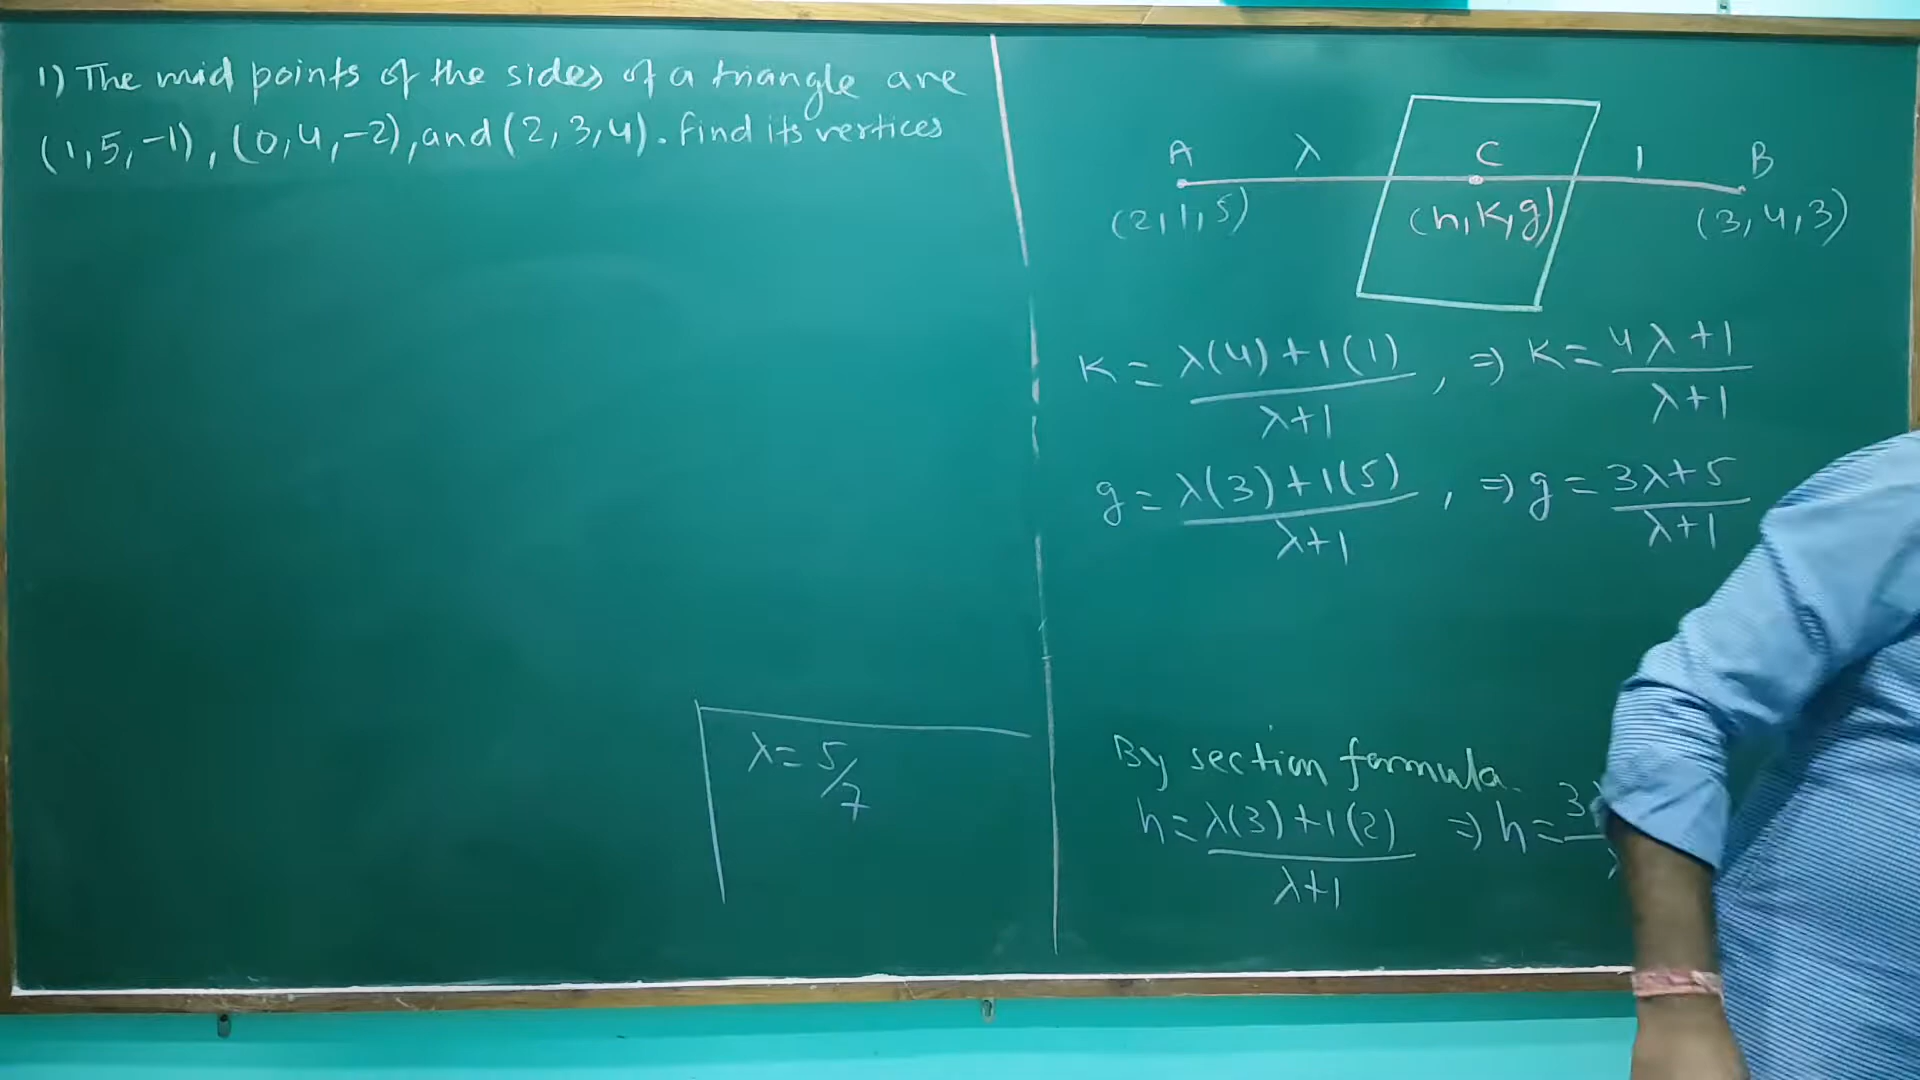 1) The mid points of the sides of a triangle are
(1,5,-1), (0,4,-2), and (2,3,4). Find its vertices
λ = 5/7
A λ C 1 B
(2,1,5) (h,k,g) (3,4,3)
K = λ(4)+1(1) / λ+1 , ⇒ K = 4λ+1 / λ+1
g = λ(3)+1(5) / λ+1 , ⇒ g = 3λ+5 / λ+1
By section formula.
h = λ(3)+1(2) / λ+1 ⇒ h = 3